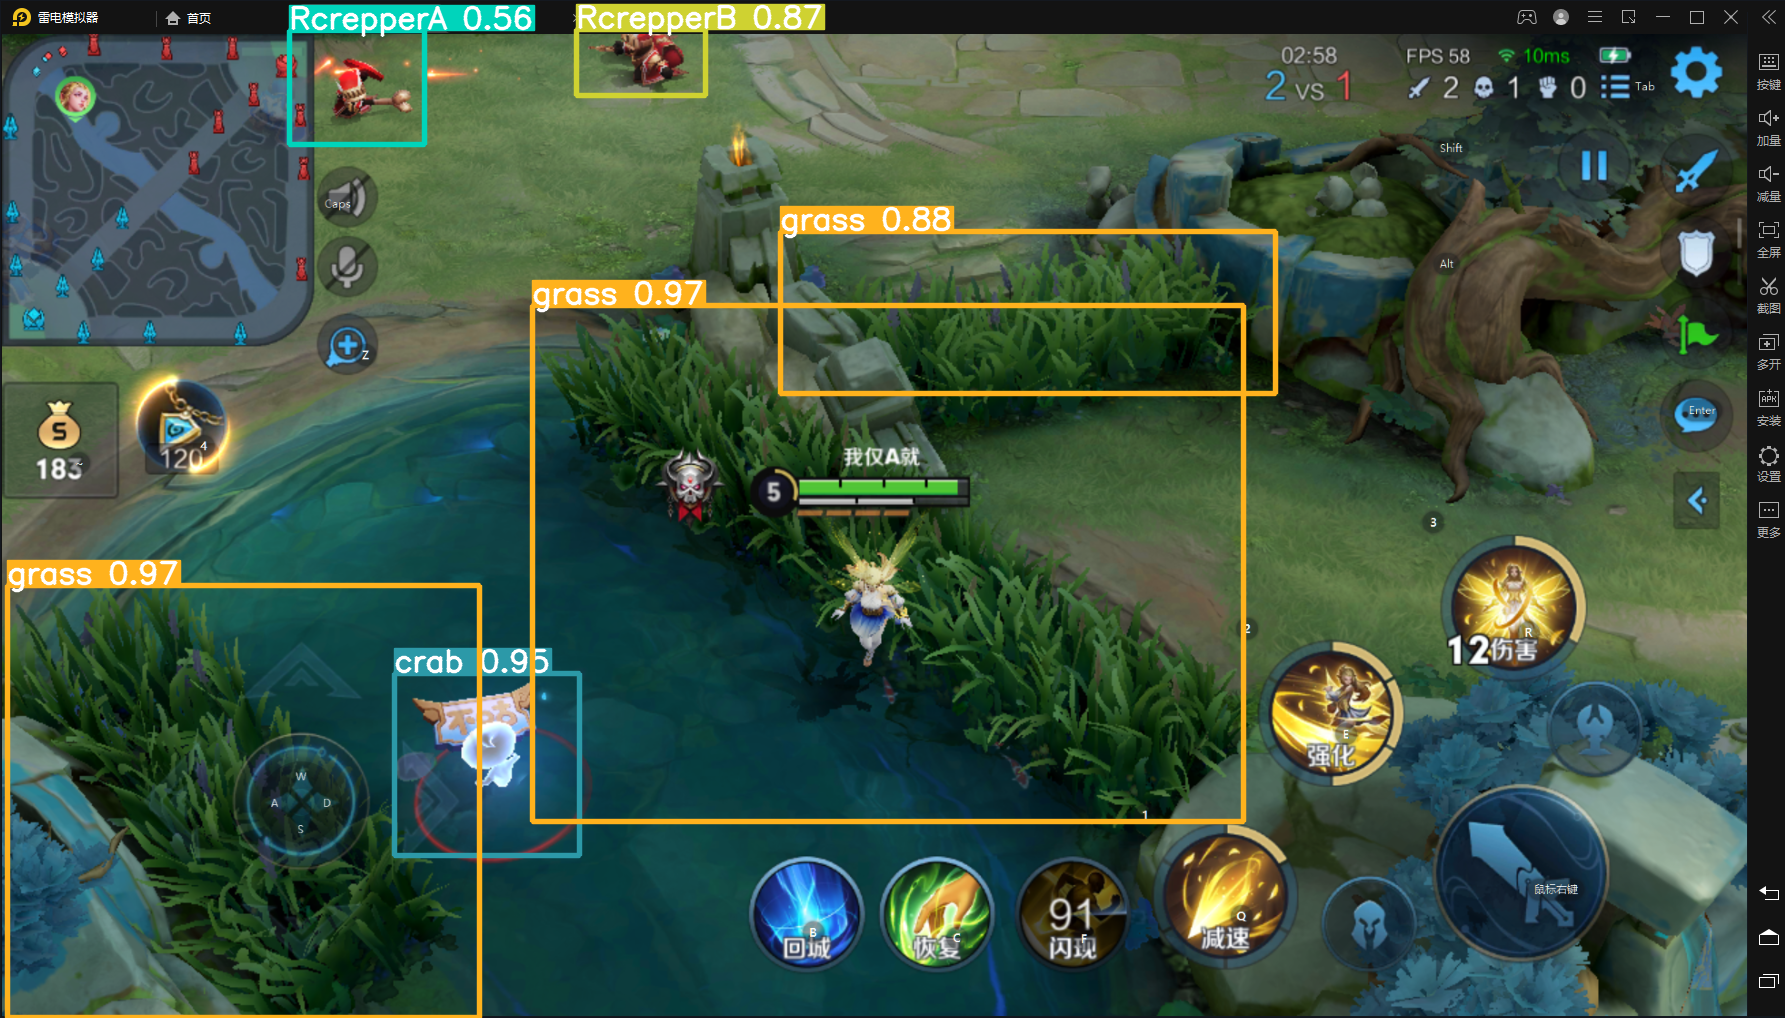 雷电模拟器
首页
RcrepperA 0.56
RcrepperB 0.87
02:58
FPS 58
10ms
2 VS 1
2
1
0
Tab
按键
加量
减量
全屏
截图
多开
安装
设置
更多
Shift
Alt
Caps
Z
Enter
grass 0.88
grass 0.97
183
120
4
我仅A就
5
3
grass 0.97
crab 0.95
W
A
D
S
2
R
12伤害
E
强化
1
鼠标右键
Q
减速
B
回城
C
恢复
91
F
闪现
APK